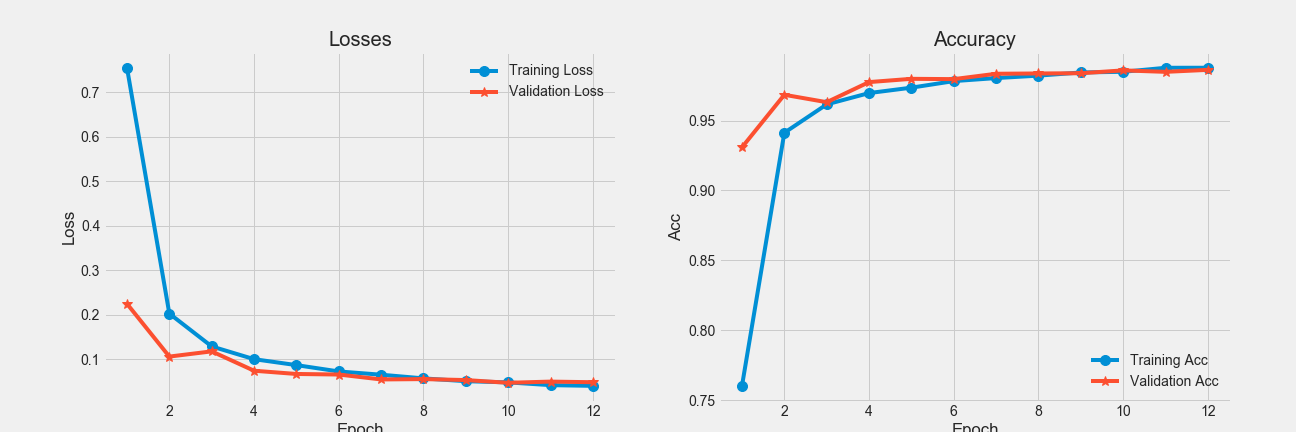 Losses
Training Loss
Validation Loss
Loss
0.7
0.6
0.5
0.4
0.3
0.2
0.1
2 4 6 8 10 12
Epoch
Accuracy
Acc
0.95
0.90
0.85
0.80
0.75
Training Acc
Validation Acc
2 4 6 8 10 12
Epoch